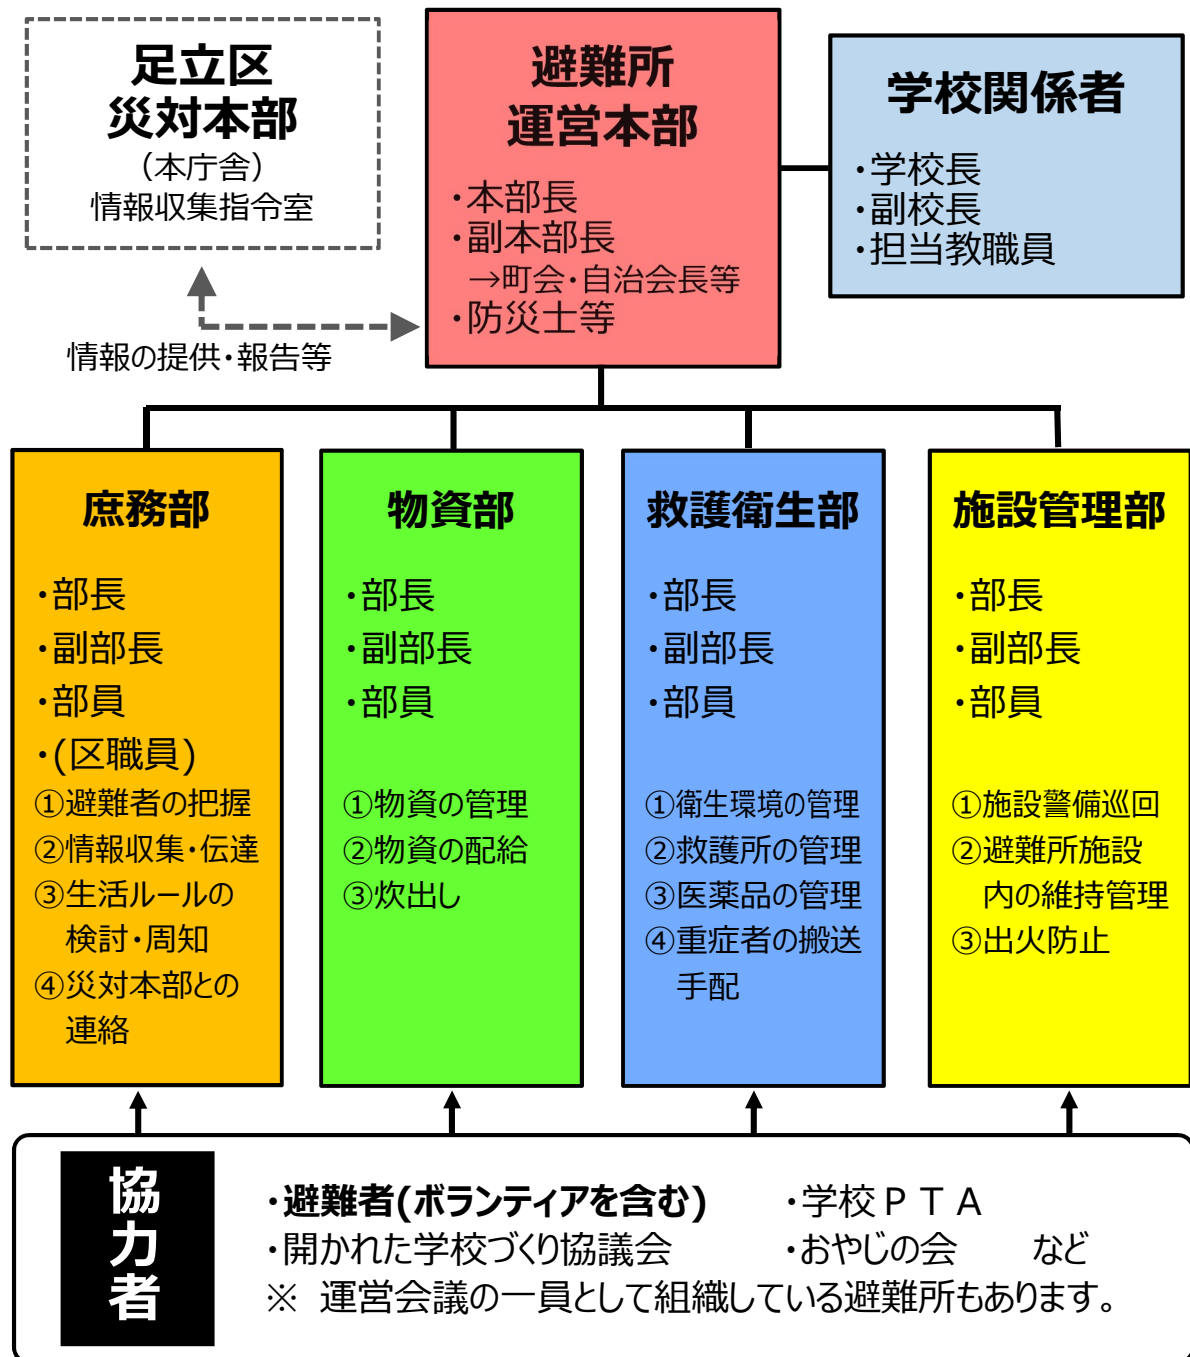 足立区
災対本部
（本庁舎）
情報収集指令室
情報の提供・報告等
避難所
運営本部
・本部長
・副本部長
→町会・自治会長等
・防災士等
学校関係者
・学校長
・副校長
・担当教職員
庶務部
・部長
・副部長
・部員
・(区職員)
①避難者の把握
②情報収集・伝達
③生活ルールの
検討・周知
④災対本部との
連絡
物資部
・部長
・副部長
・部員
①物資の管理
②物資の配給
③炊出し
救護衛生部
・部長
・副部長
・部員
①衛生環境の管理
②救護所の管理
③医薬品の管理
④重症者の搬送
手配
施設管理部
・部長
・副部長
・部員
①施設警備巡回
②避難所施設
内の維持管理
③出火防止
協力者
・避難者(ボランティアを含む)　・学校ＰＴＡ
・開かれた学校づくり協議会　・おやじの会　など
※ 運営会議の一員として組織している避難所もあります。